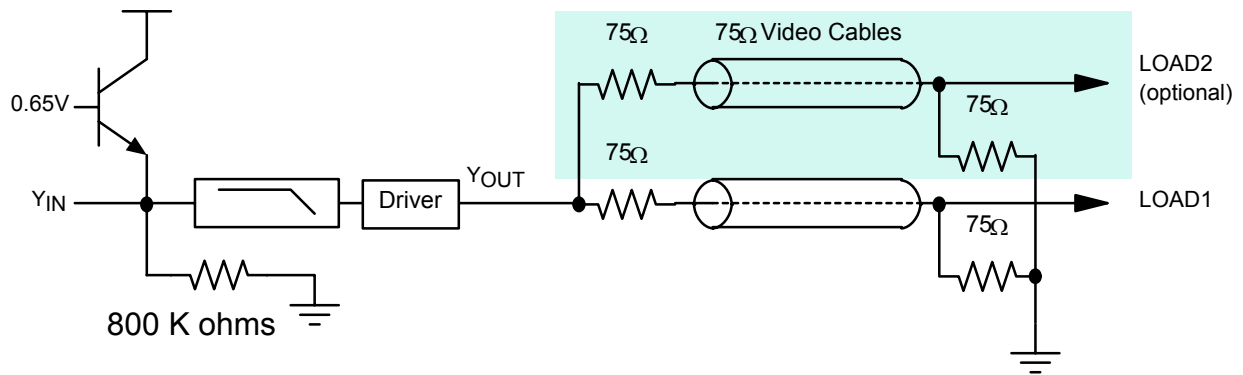 75Ω
75Ω Video Cables
LOAD2
(optional)
0.65V
75Ω
75Ω
YIN
Driver
YOUT
LOAD1
75Ω
800 K ohms